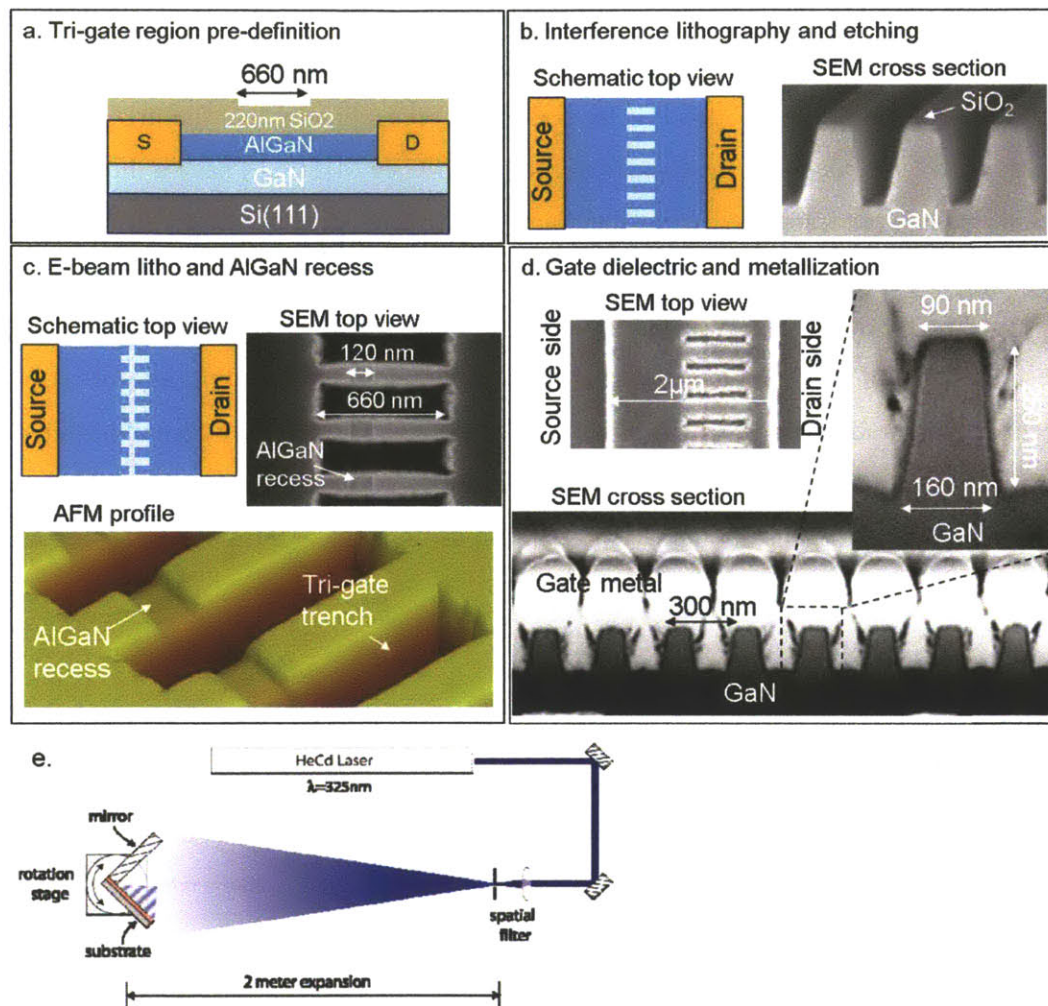 a. Tri-gate region pre-definition
660 nm
220nm SiO2
S
AlGaN
D
GaN
Si(111)
b. Interference lithography and etching
Schematic top view
SEM cross section
SiO₂
Source
Drain
GaN
c. E-beam litho and AlGaN recess
Schematic top view
SEM top view
120 nm
660 nm
Source
Drain
AlGaN
recess
AFM profile
Tri-gate
trench
AlGaN
recess
d. Gate dielectric and metallization
SEM top view
90 nm
Source side
2μm
Drain side
nm
160 nm
GaN
SEM cross section
Gate metal
300 nm
GaN
e.
HeCd Laser
λ=325nm
mirror
rotation
stage
substrate
spatial
filter
2 meter expansion